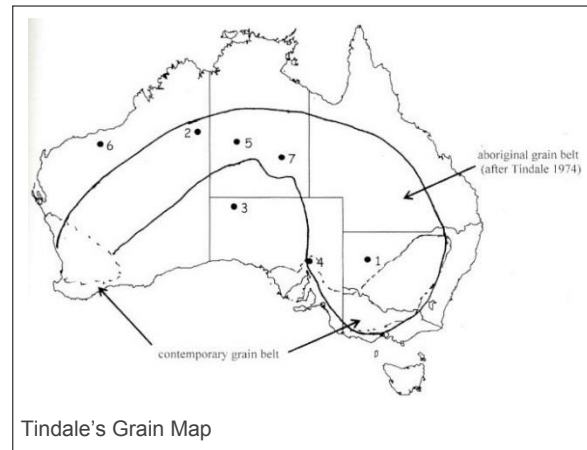 2
5
6
7
aboriginal grain belt
(after Tindale 1974)
3
4
1
contemporary grain belt
Tindale's Grain Map